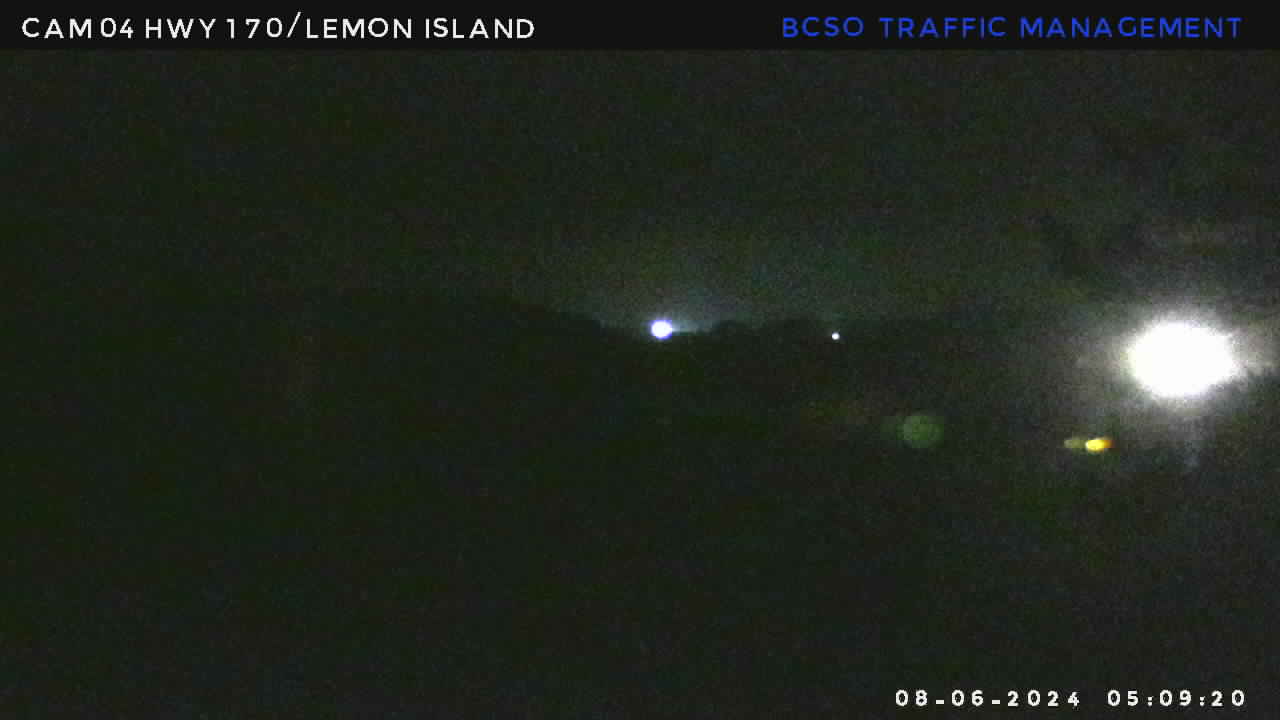 CAM04 HWY 170/LEMON ISLAND
BCSO TRAFFIC MANAGEMENT
08-06-2024 05:09:20